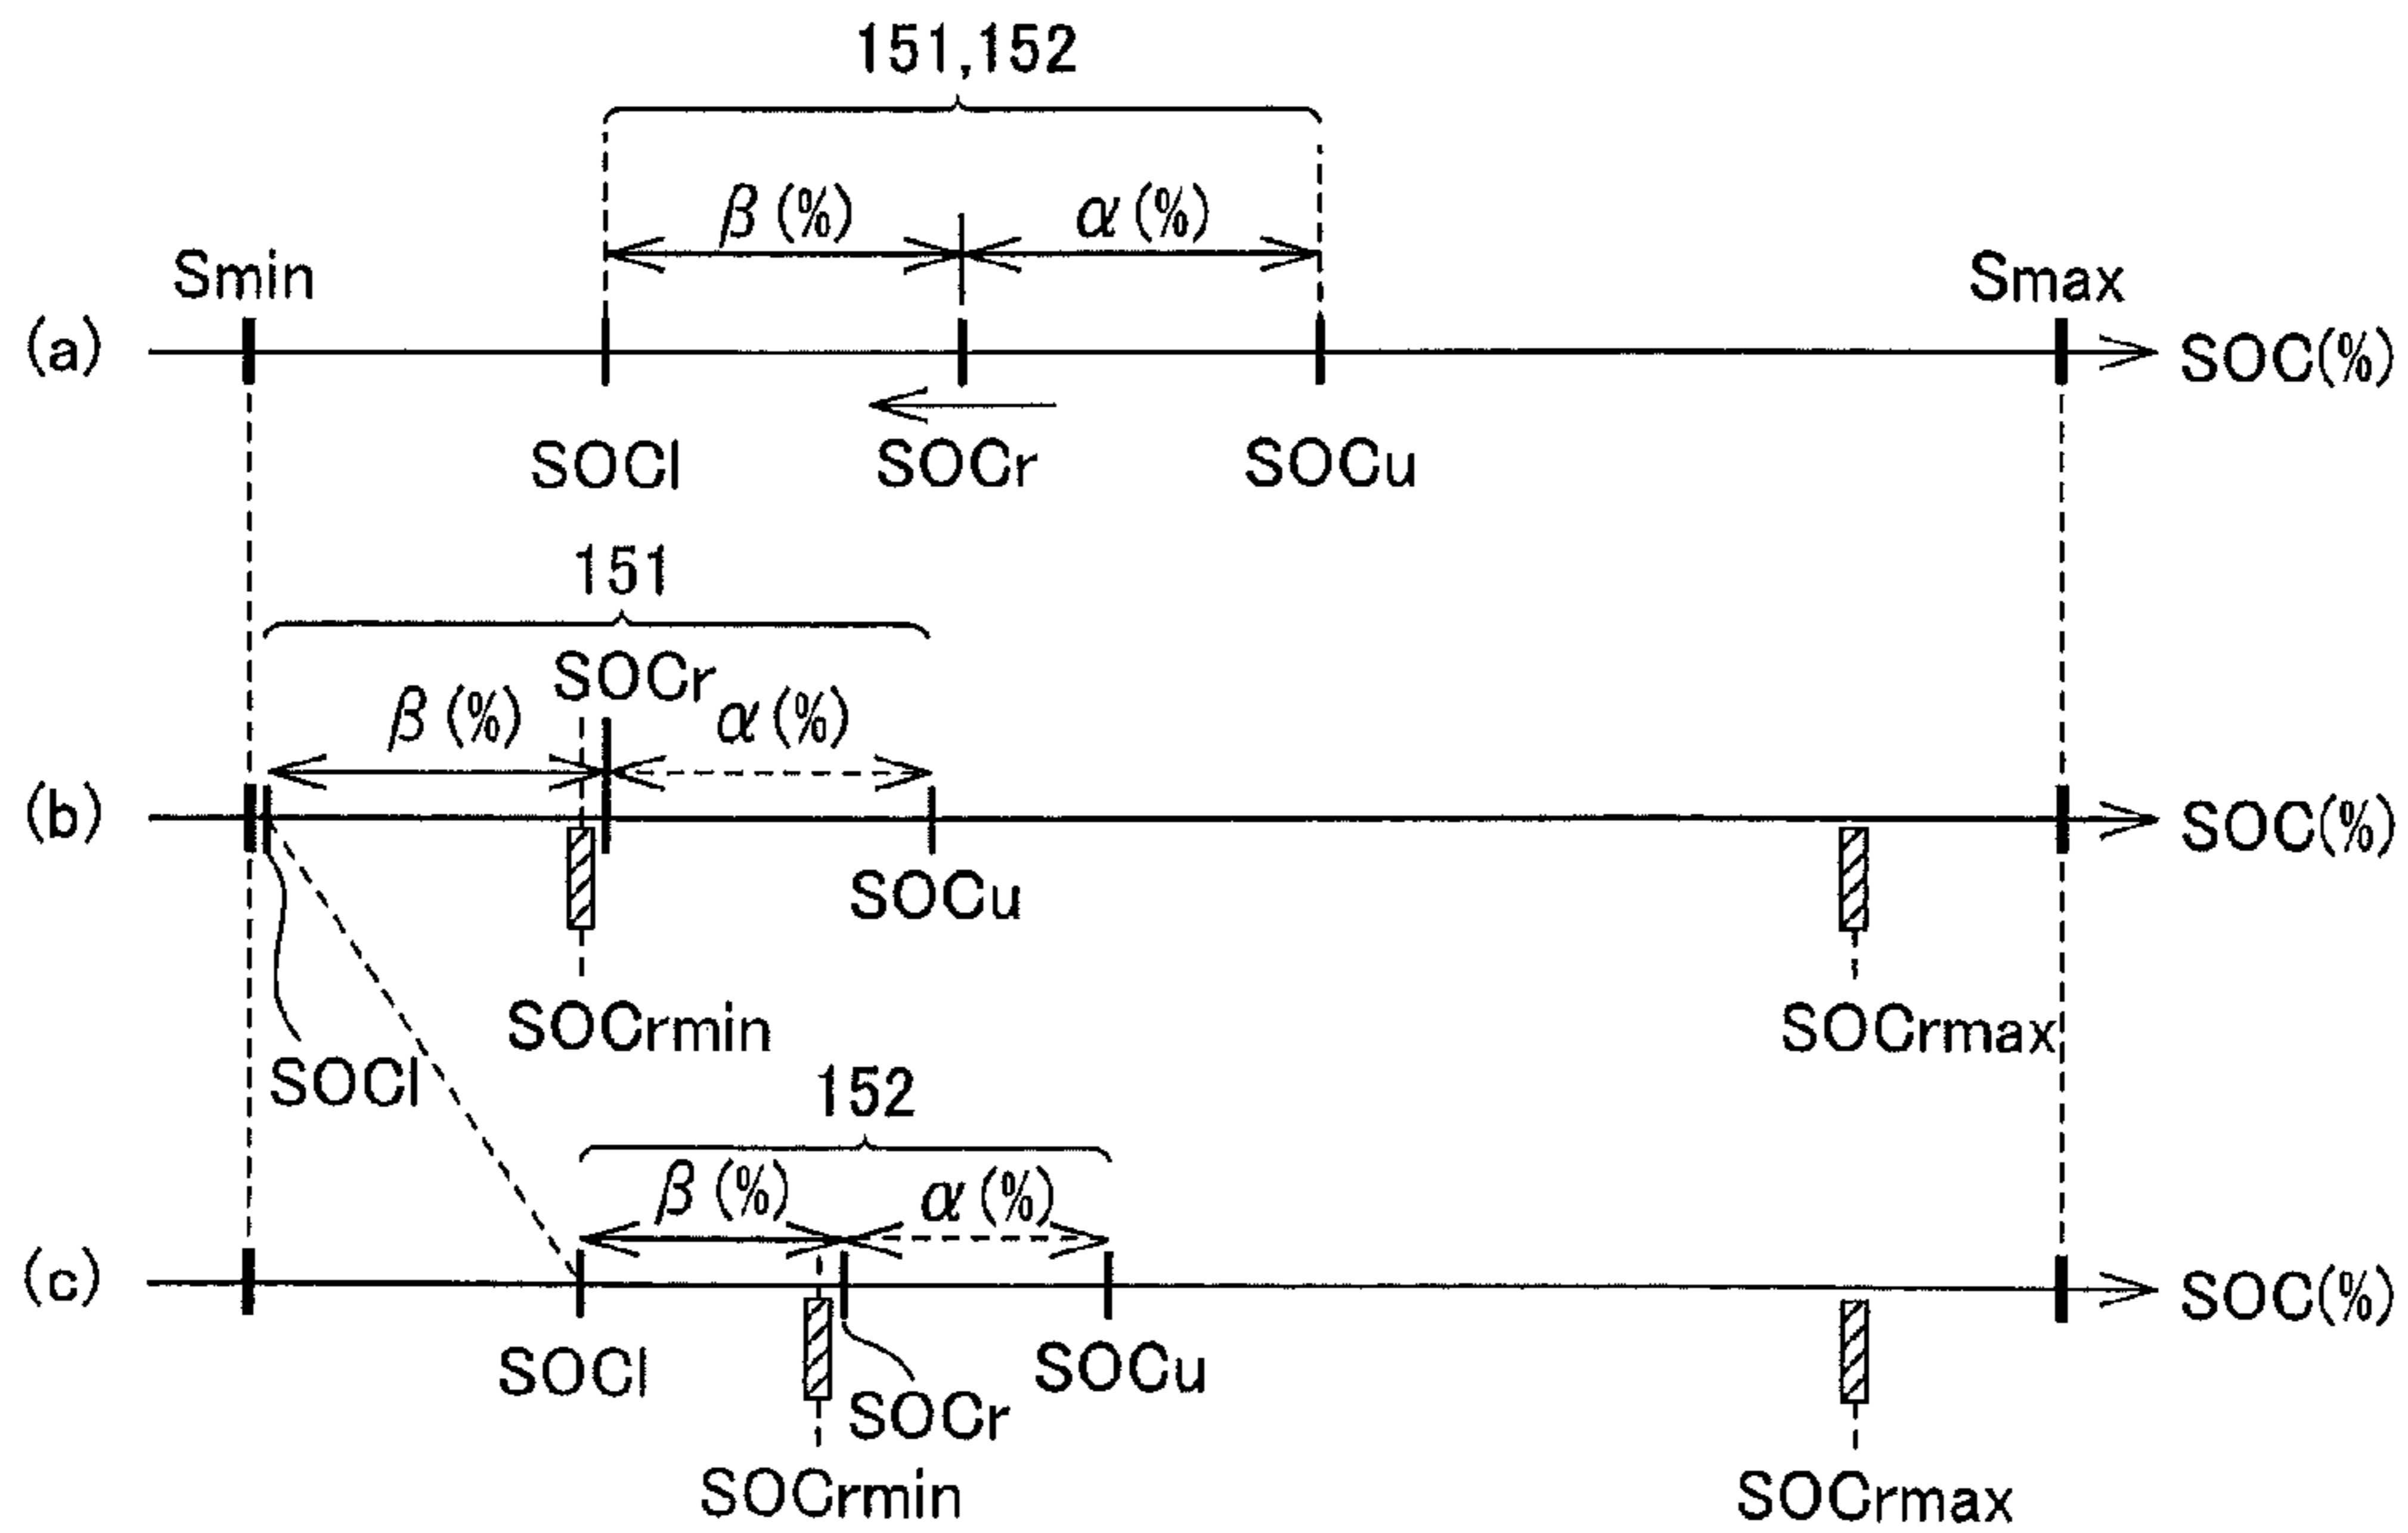 151,152
β(%) α(%)
Smin Smax
(a) SOC(%)
SOCl SOCr SOCu
151
SOCr
β(%) α(%)
(b) SOC(%)
SOCu
SOCrmin SOCrmax
SOCl
152
β(%) α(%)
(c) SOC(%)
SOCl SOCu
SOCr
SOCrmin SOCrmax